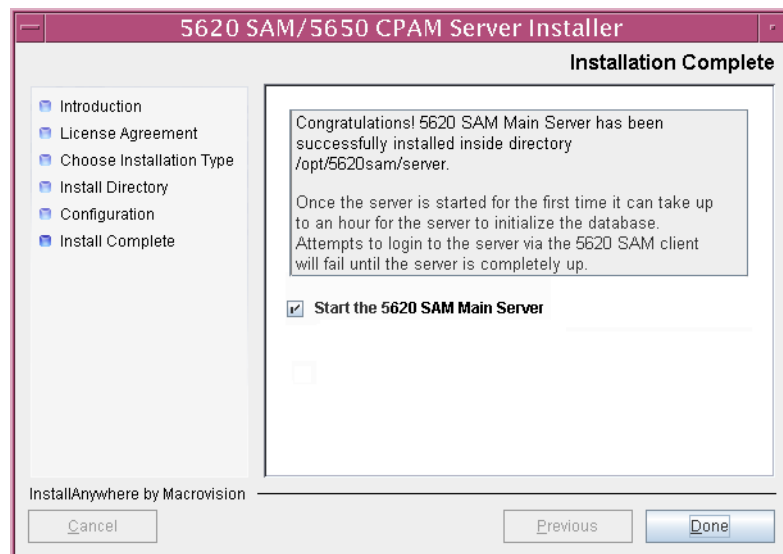 5620 SAM/5650 CPAM Server Installer
Installation Complete
Introduction
License Agreement
Choose Installation Type
Install Directory
Configuration
Install Complete
Congratulations! 5620 SAM Main Server has been
successfully installed inside directory
/opt/5620sam/server.
Once the server is started for the first time it can take up
to an hour for the server to initialize the database.
Attempts to login to the server via the 5620 SAM client
will fail until the server is completely up.
Start the 5620 SAM Main Server
InstallAnywhere by Macrovision
Cancel
Previous
Done